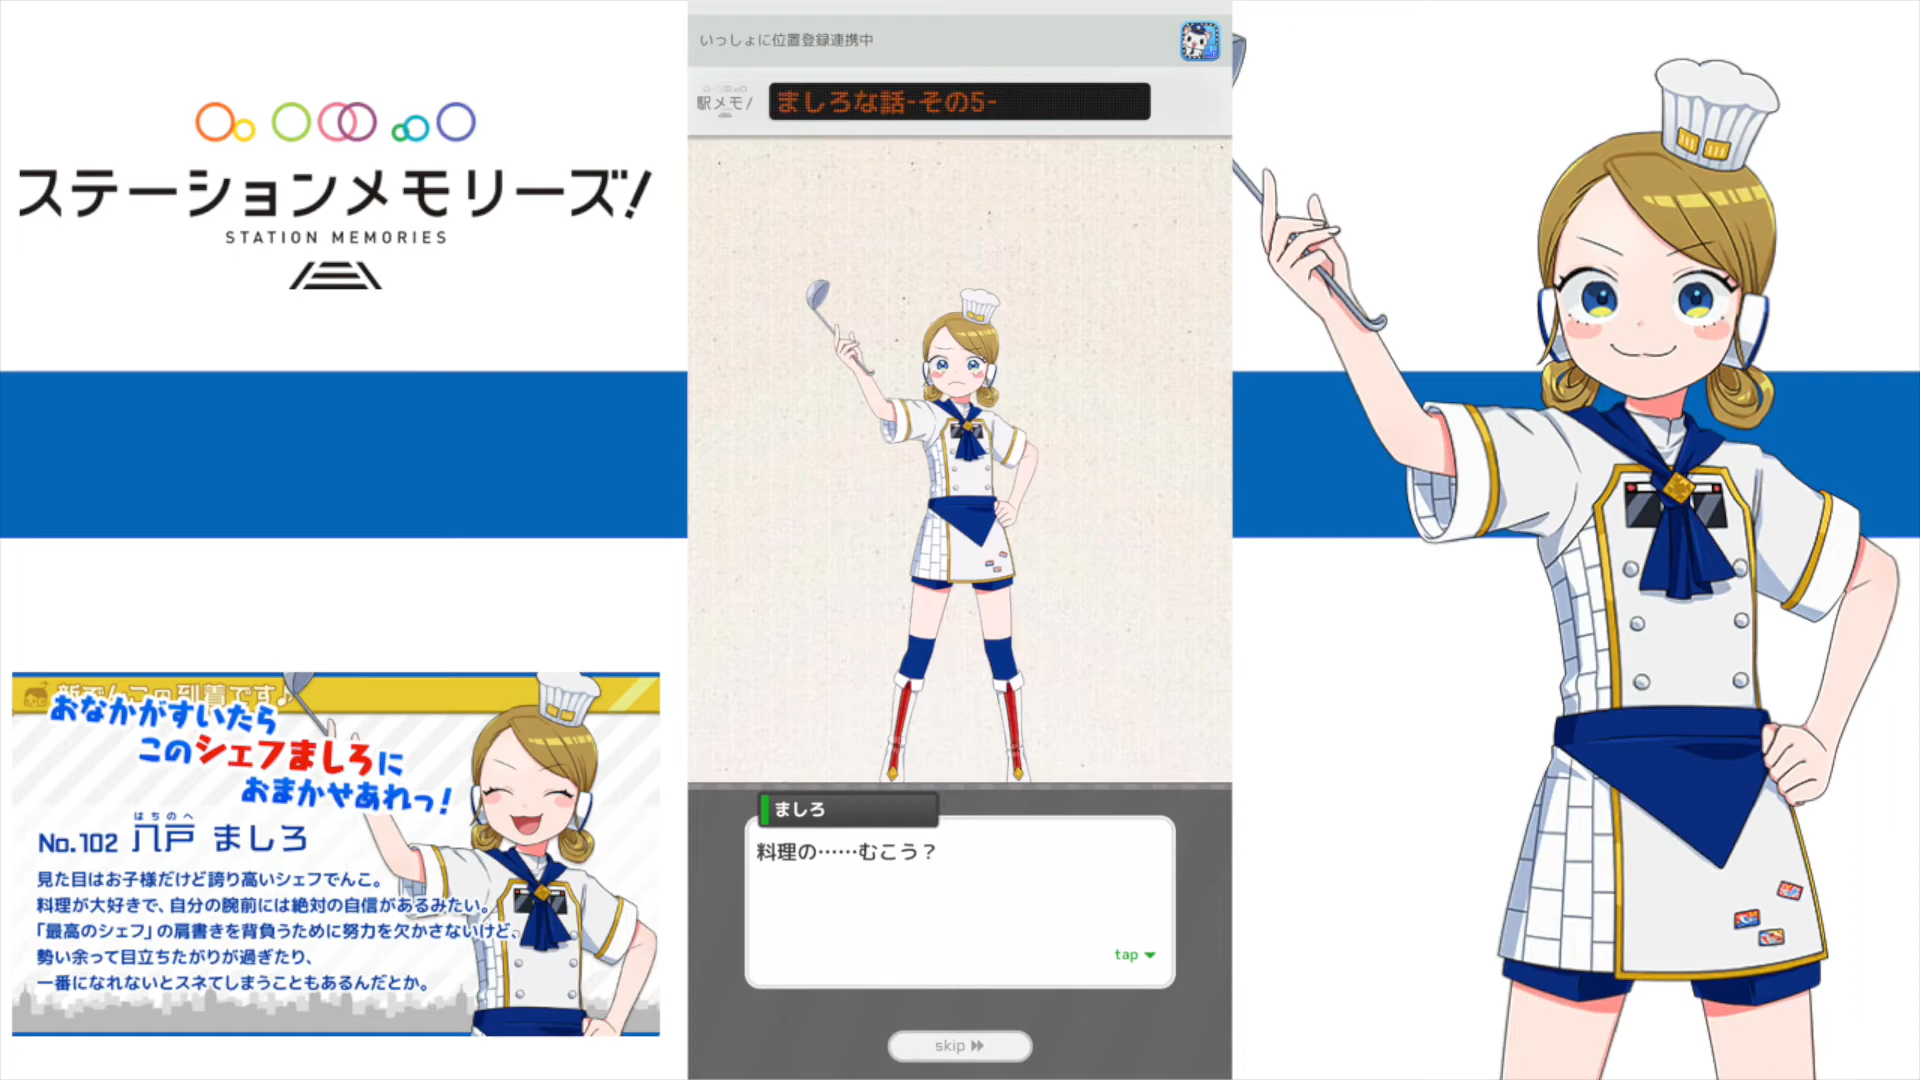 ステーションメモリーズ!
STATION MEMORIES
いっしょに位置登録連携中
駅メモ!
ましろな話-その5-
新でんこの到着です♪
おなかがすいたら
このシェフましろに
おまかせあれっ!
はちのへ
No.102 八戸 ましろ
見た目はお子様だけど誇り高いシェフでんこ。
料理が大好きで、自分の腕前には絶対の自信があるみたい。
「最高のシェフ」の肩書きを背負うために努力を欠かさないけど、
勢い余って目立ちたがりが過ぎたり、
一番になれないとスネてしまうこともあるんだとか。
ましろ
料理の……むこう?
tap
skip